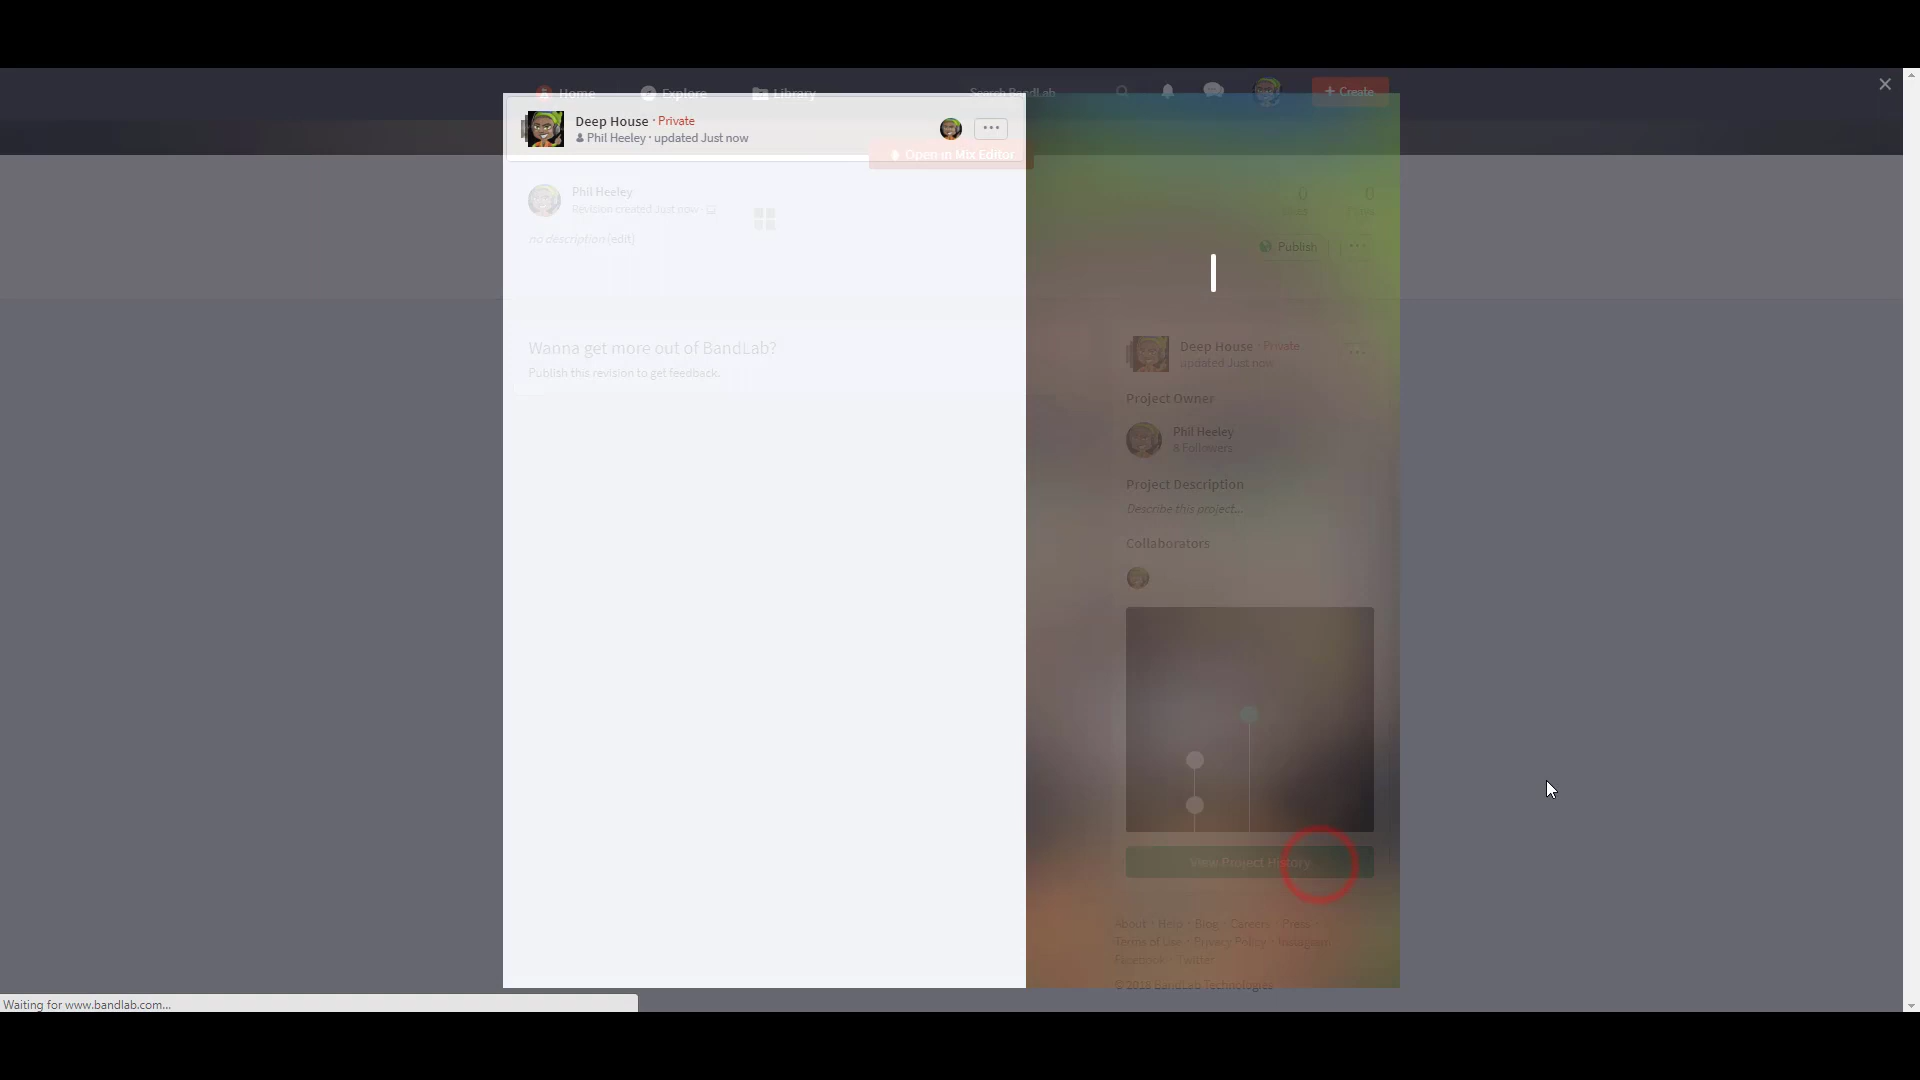 Home
Explore
Library
Search BandLab
+ Create
Deep House · Private
Phil Heeley · updated Just now
Open in Mix Editor
Phil Heeley
Revision created Just now
no description (edit)
0
0
Publish
Wanna get more out of BandLab?
Publish this revision to get feedback.
Deep House · Private
updated Just now
Project Owner
Phil Heeley
6 Followers
Project Description
Describe this project...
Collaborators
View Project History
About · Help · Blog · Careers · Press ·
Terms of Use · Privacy Policy · Instagram
Facebook · Twitter
© 2018 BandLab Technologies
Waiting for www.bandlab.com...